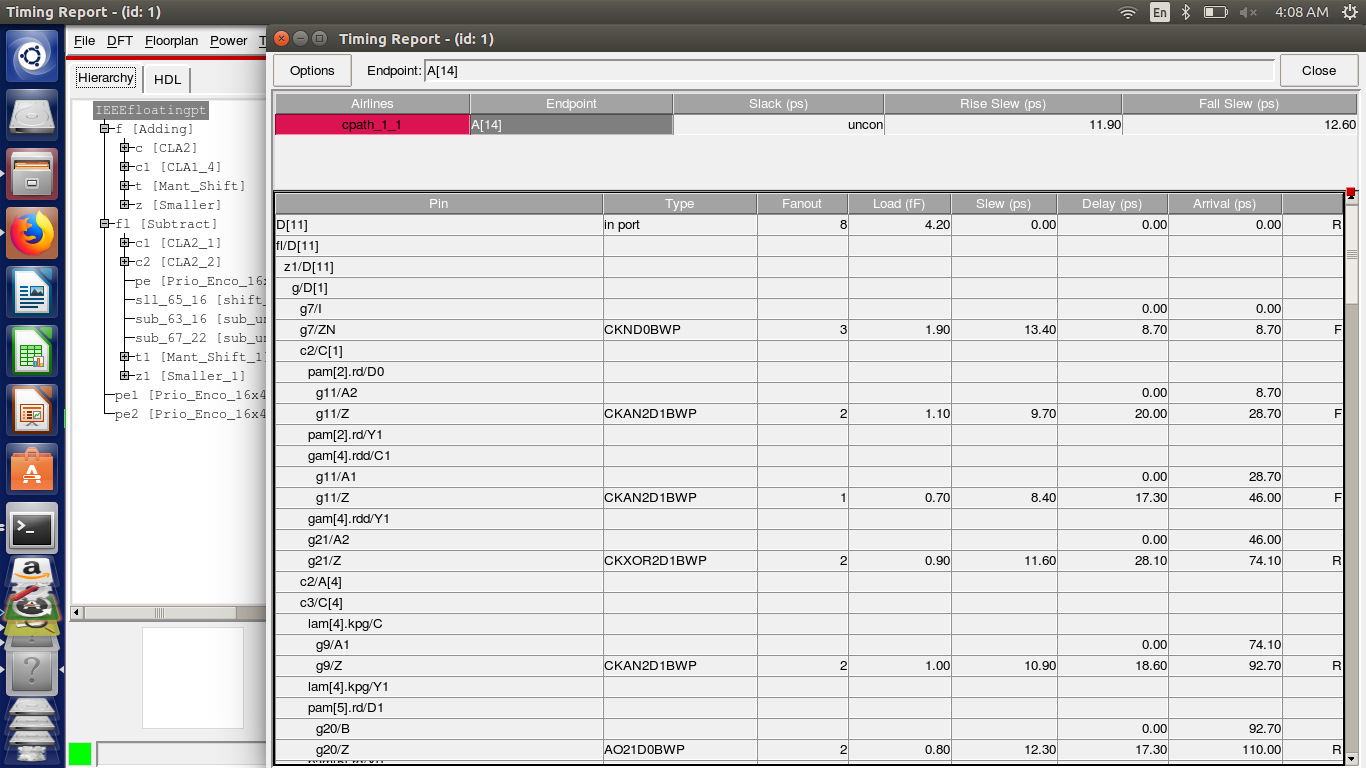 Timing Report - (id: 1)
En
4:08 AM
File DFT Floorplan Power T
Hierarchy HDL
IEEEfloatingpt
f [Adding]
c [CLA2]
c1 [CLA1_4]
t [Mant_Shift]
z [Smaller]
fl [Subtract]
c1 [CLA2_1]
c2 [CLA2_2]
pe [Prio_Enco_16x
sll_65_16 [shift_
sub_63_16 [sub_un
sub_67_22 [sub_un
t1 [Mant_Shift_1]
z1 [Smaller_1]
pe1 [Prio_Enco_16x4
pe2 [Prio_Enco_16x4
Timing Report - (id: 1)
Options Endpoint: A[14] Close
Airlines Endpoint Slack (ps) Rise Slew (ps) Fall Slew (ps)
cpath_1_1 A[14] uncon 11.90 12.60
Pin Type Fanout Load (fF) Slew (ps) Delay (ps) Arrival (ps)
D[11] in port 8 4.20 0.00 0.00 0.00 R
fl/D[11]
z1/D[11]
g/D[1]
g7/I 0.00 0.00
g7/ZN CKND0BWP 3 1.90 13.40 8.70 8.70 F
c2/C[1]
pam[2].rd/D0
g11/A2 0.00 8.70
g11/Z CKAN2D1BWP 2 1.10 9.70 20.00 28.70 F
pam[2].rd/Y1
gam[4].rdd/C1
g11/A1 0.00 28.70
g11/Z CKAN2D1BWP 1 0.70 8.40 17.30 46.00 F
gam[4].rdd/Y1
g21/A2 0.00 46.00
g21/Z CKXOR2D1BWP 2 0.90 11.60 28.10 74.10 R
c2/A[4]
c3/C[4]
lam[4].kpg/C
g9/A1 0.00 74.10
g9/Z CKAN2D1BWP 2 1.00 10.90 18.60 92.70 R
lam[4].kpg/Y1
pam[5].rd/D1
g20/B 0.00 92.70
g20/Z AO21D0BWP 2 0.80 12.30 17.30 110.00 R